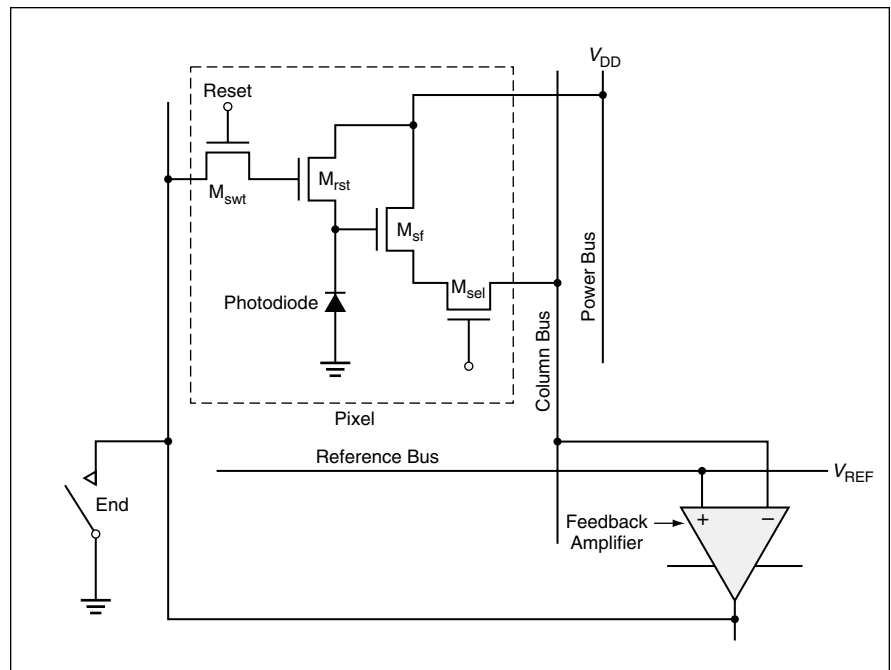 V_DD
Reset
M_swt
M_rst
M_sf
M_sel
Photodiode
Pixel
Column Bus
Power Bus
Reference Bus
V_REF
End
Feedback
Amplifier
+ −